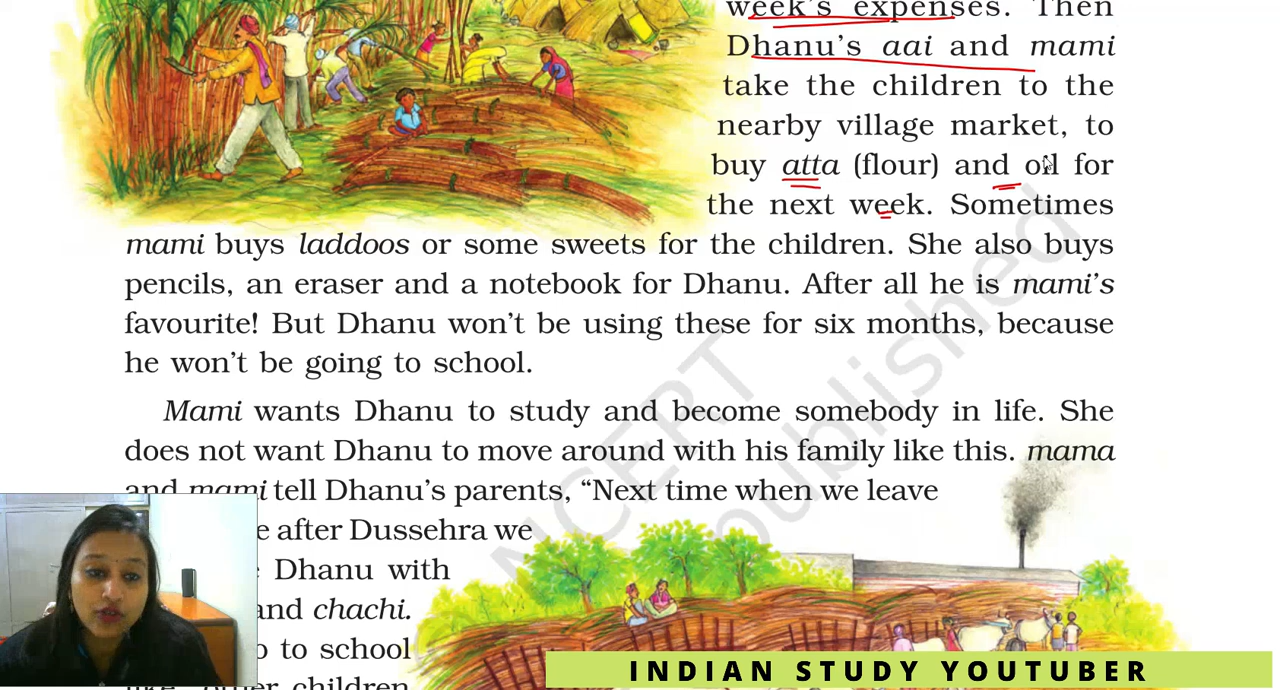 week's expenses. Then
Dhanu's aai and mami
take the children to the
nearby village market, to
buy atta (flour) and oil for
the next week. Sometimes
mami buys laddoos or some sweets for the children. She also buys
pencils, an eraser and a notebook for Dhanu. After all he is mami's
favourite! But Dhanu won't be using these for six months, because
he won't be going to school.
Mami wants Dhanu to study and become somebody in life. She
does not want Dhanu to move around with his family like this. mama
and mami tell Dhanu's parents, “Next time when we leave
after Dussehra we
Dhanu with
and chachi.
to school
like other children
NCERT
published
INDIAN STUDY YOUTUBER